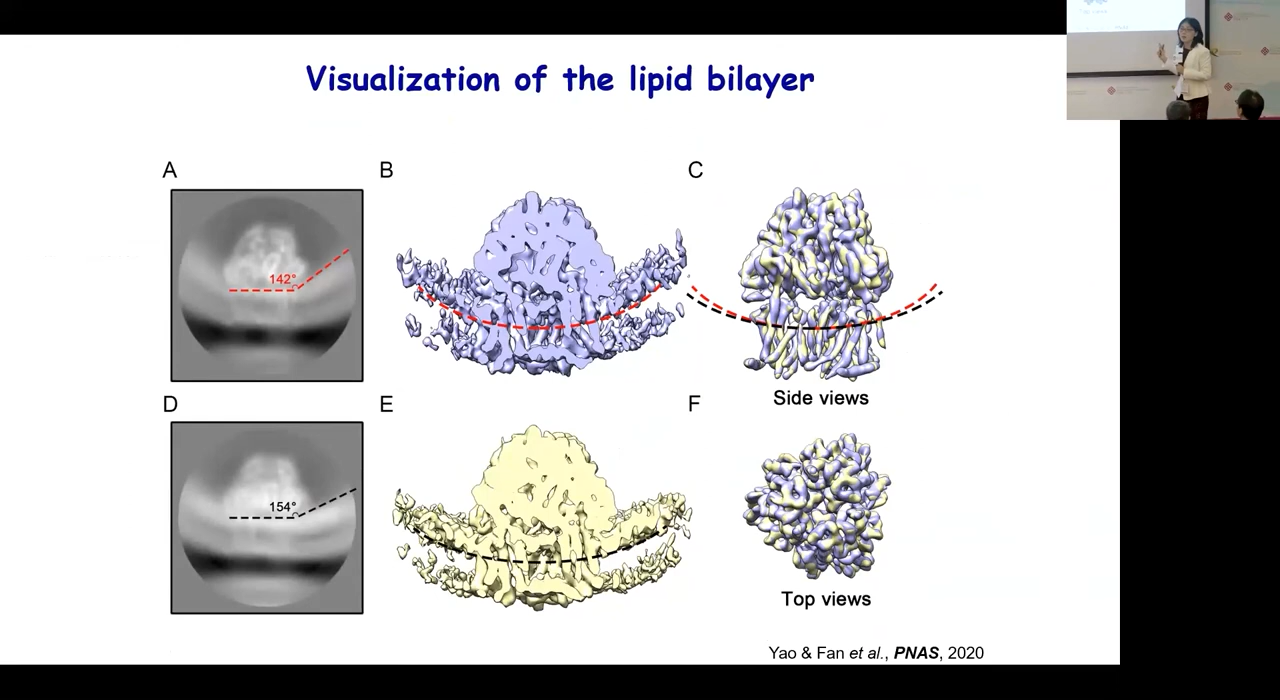 Visualization of the lipid bilayer
A
B
C
142°
Side views
D
E
F
154°
Top views
Yao & Fan et al., PNAS, 2020